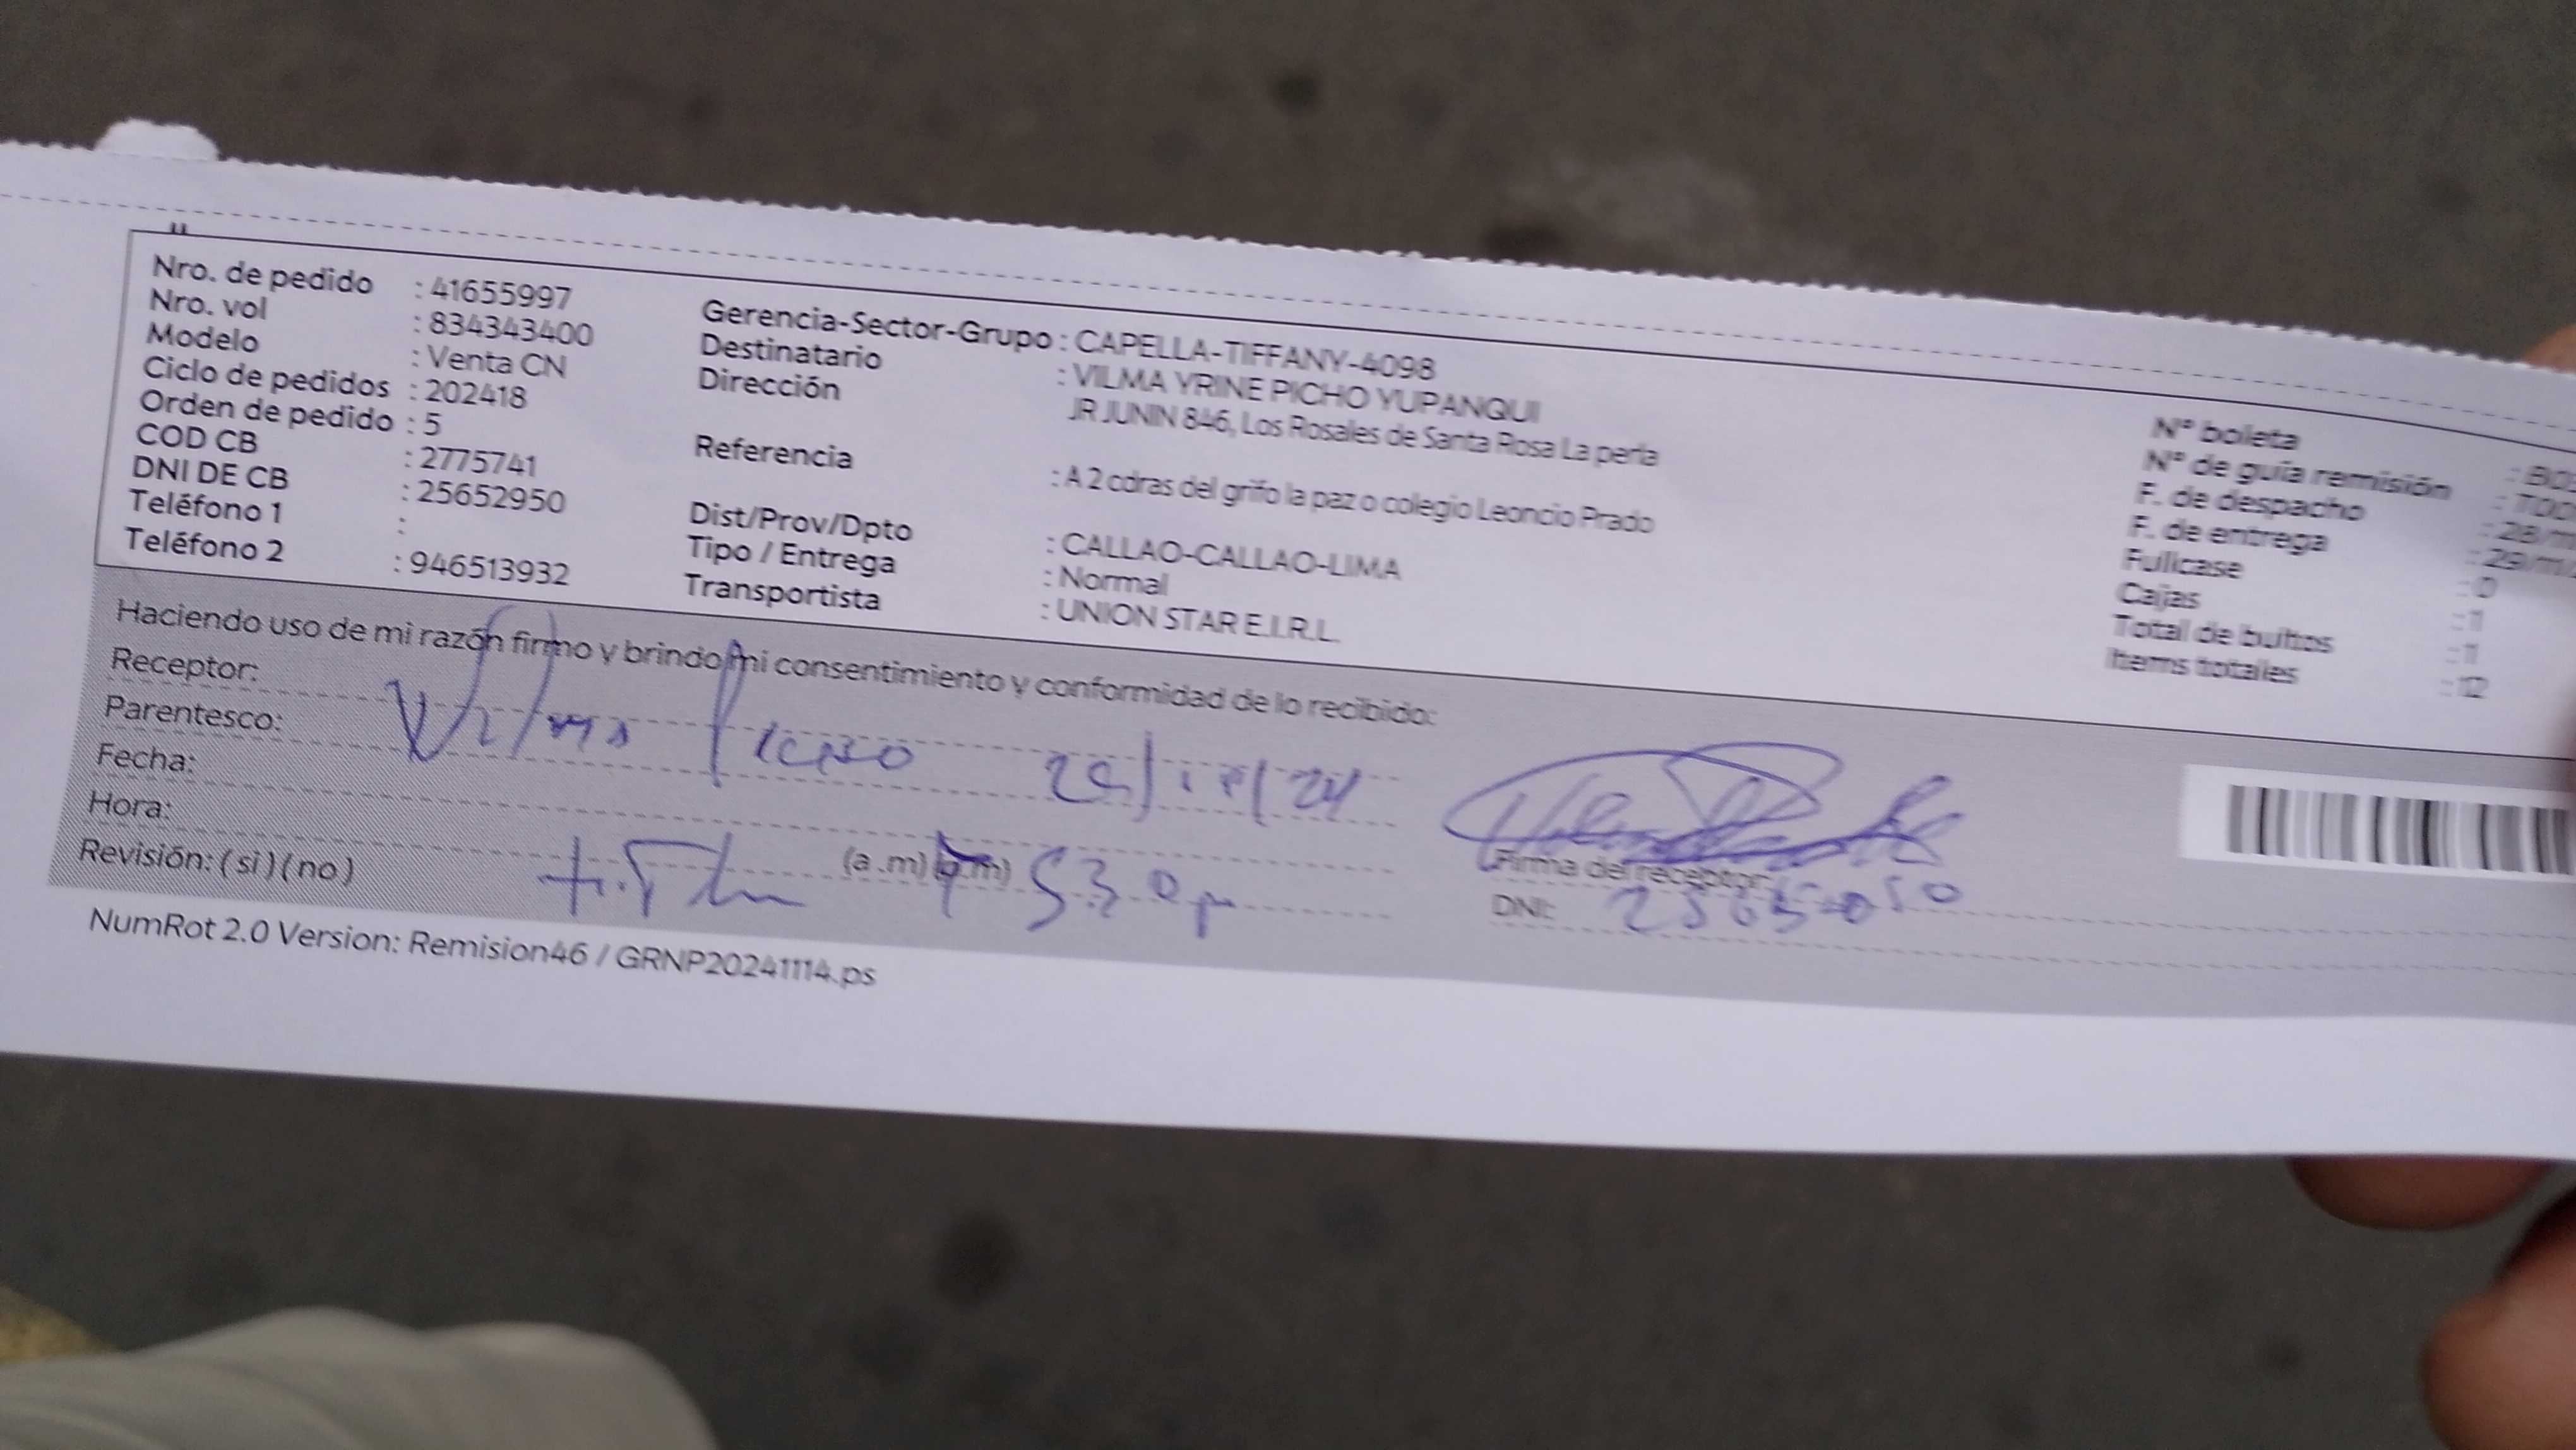 Nro. de pedido : 41655997
Nro. vol : 834343400
Modelo : Venta CN
Ciclo de pedidos : 202418
Orden de pedido : 5
COD CB : 2775741
DNI DE CB : 25652950
Teléfono 1 :
Teléfono 2 : 946513932
Gerencia-Sector-Grupo : CAPELLA-TIFFANY-4098
Destinatario : VILMA YRINE PICHO YUPANQUI
Dirección JR JUNIN 846, Los Rosales de Santa Rosa La perla
Referencia : A 2 cdras del grifo la paz o colegio Leoncio Prado
Dist/Prov/Dpto : CALLAO-CALLAO-LIMA
Tipo / Entrega : Normal
Transportista : UNION STAR E.I.R.L.
N° boleta
N° de guía remisión
F. de despacho
F. de entrega
Fullcase : 0
Cajas : 1
Total de bultos : 1
Items totales : 12
Haciendo uso de mi razón firmo y brindo mi consentimiento y conformidad de lo recibido:
Receptor: Vilma Picho
Parentesco:
Fecha:
Hora: (a.m) (p.m)
Revisión: ( si ) ( no )
Firma del receptor
DNI:
NumRot 2.0 Version: Remision46 / GRNP20241114.ps